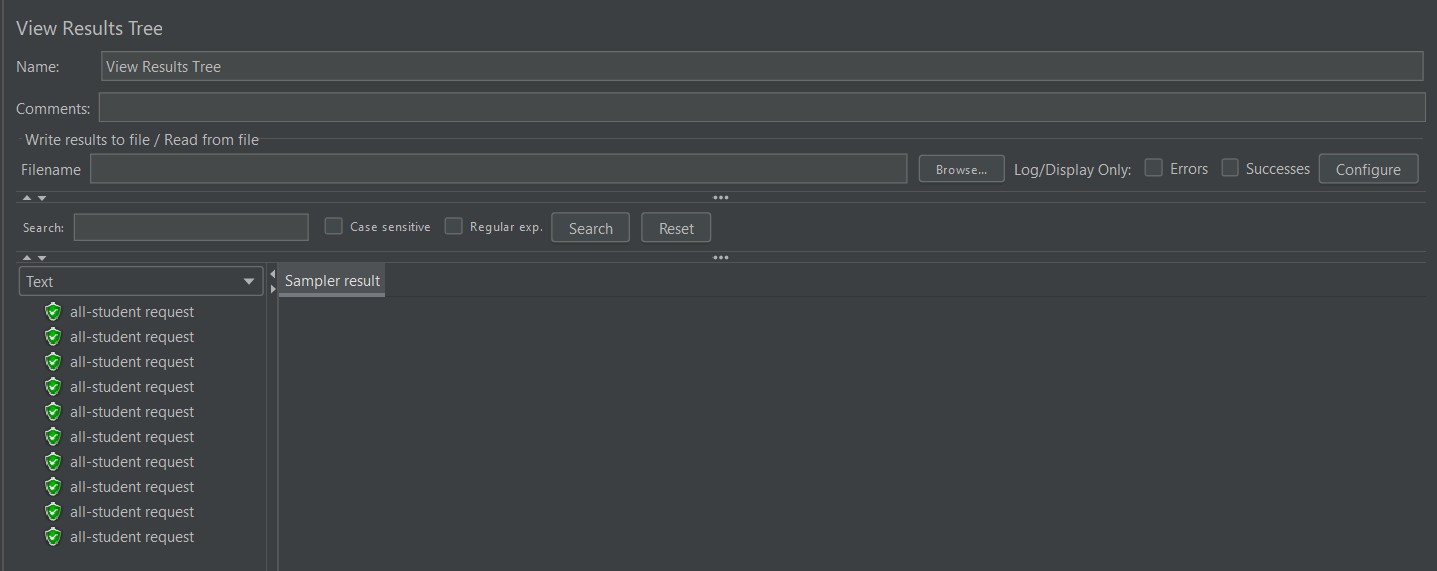 View Results Tree
Name: View Results Tree
Comments:
Write results to file / Read from file
Filename Browse... Log/Display Only: Errors Successes Configure
Search: Case sensitive Regular exp. Search Reset
Text Sampler result
all-student request
all-student request
all-student request
all-student request
all-student request
all-student request
all-student request
all-student request
all-student request
all-student request